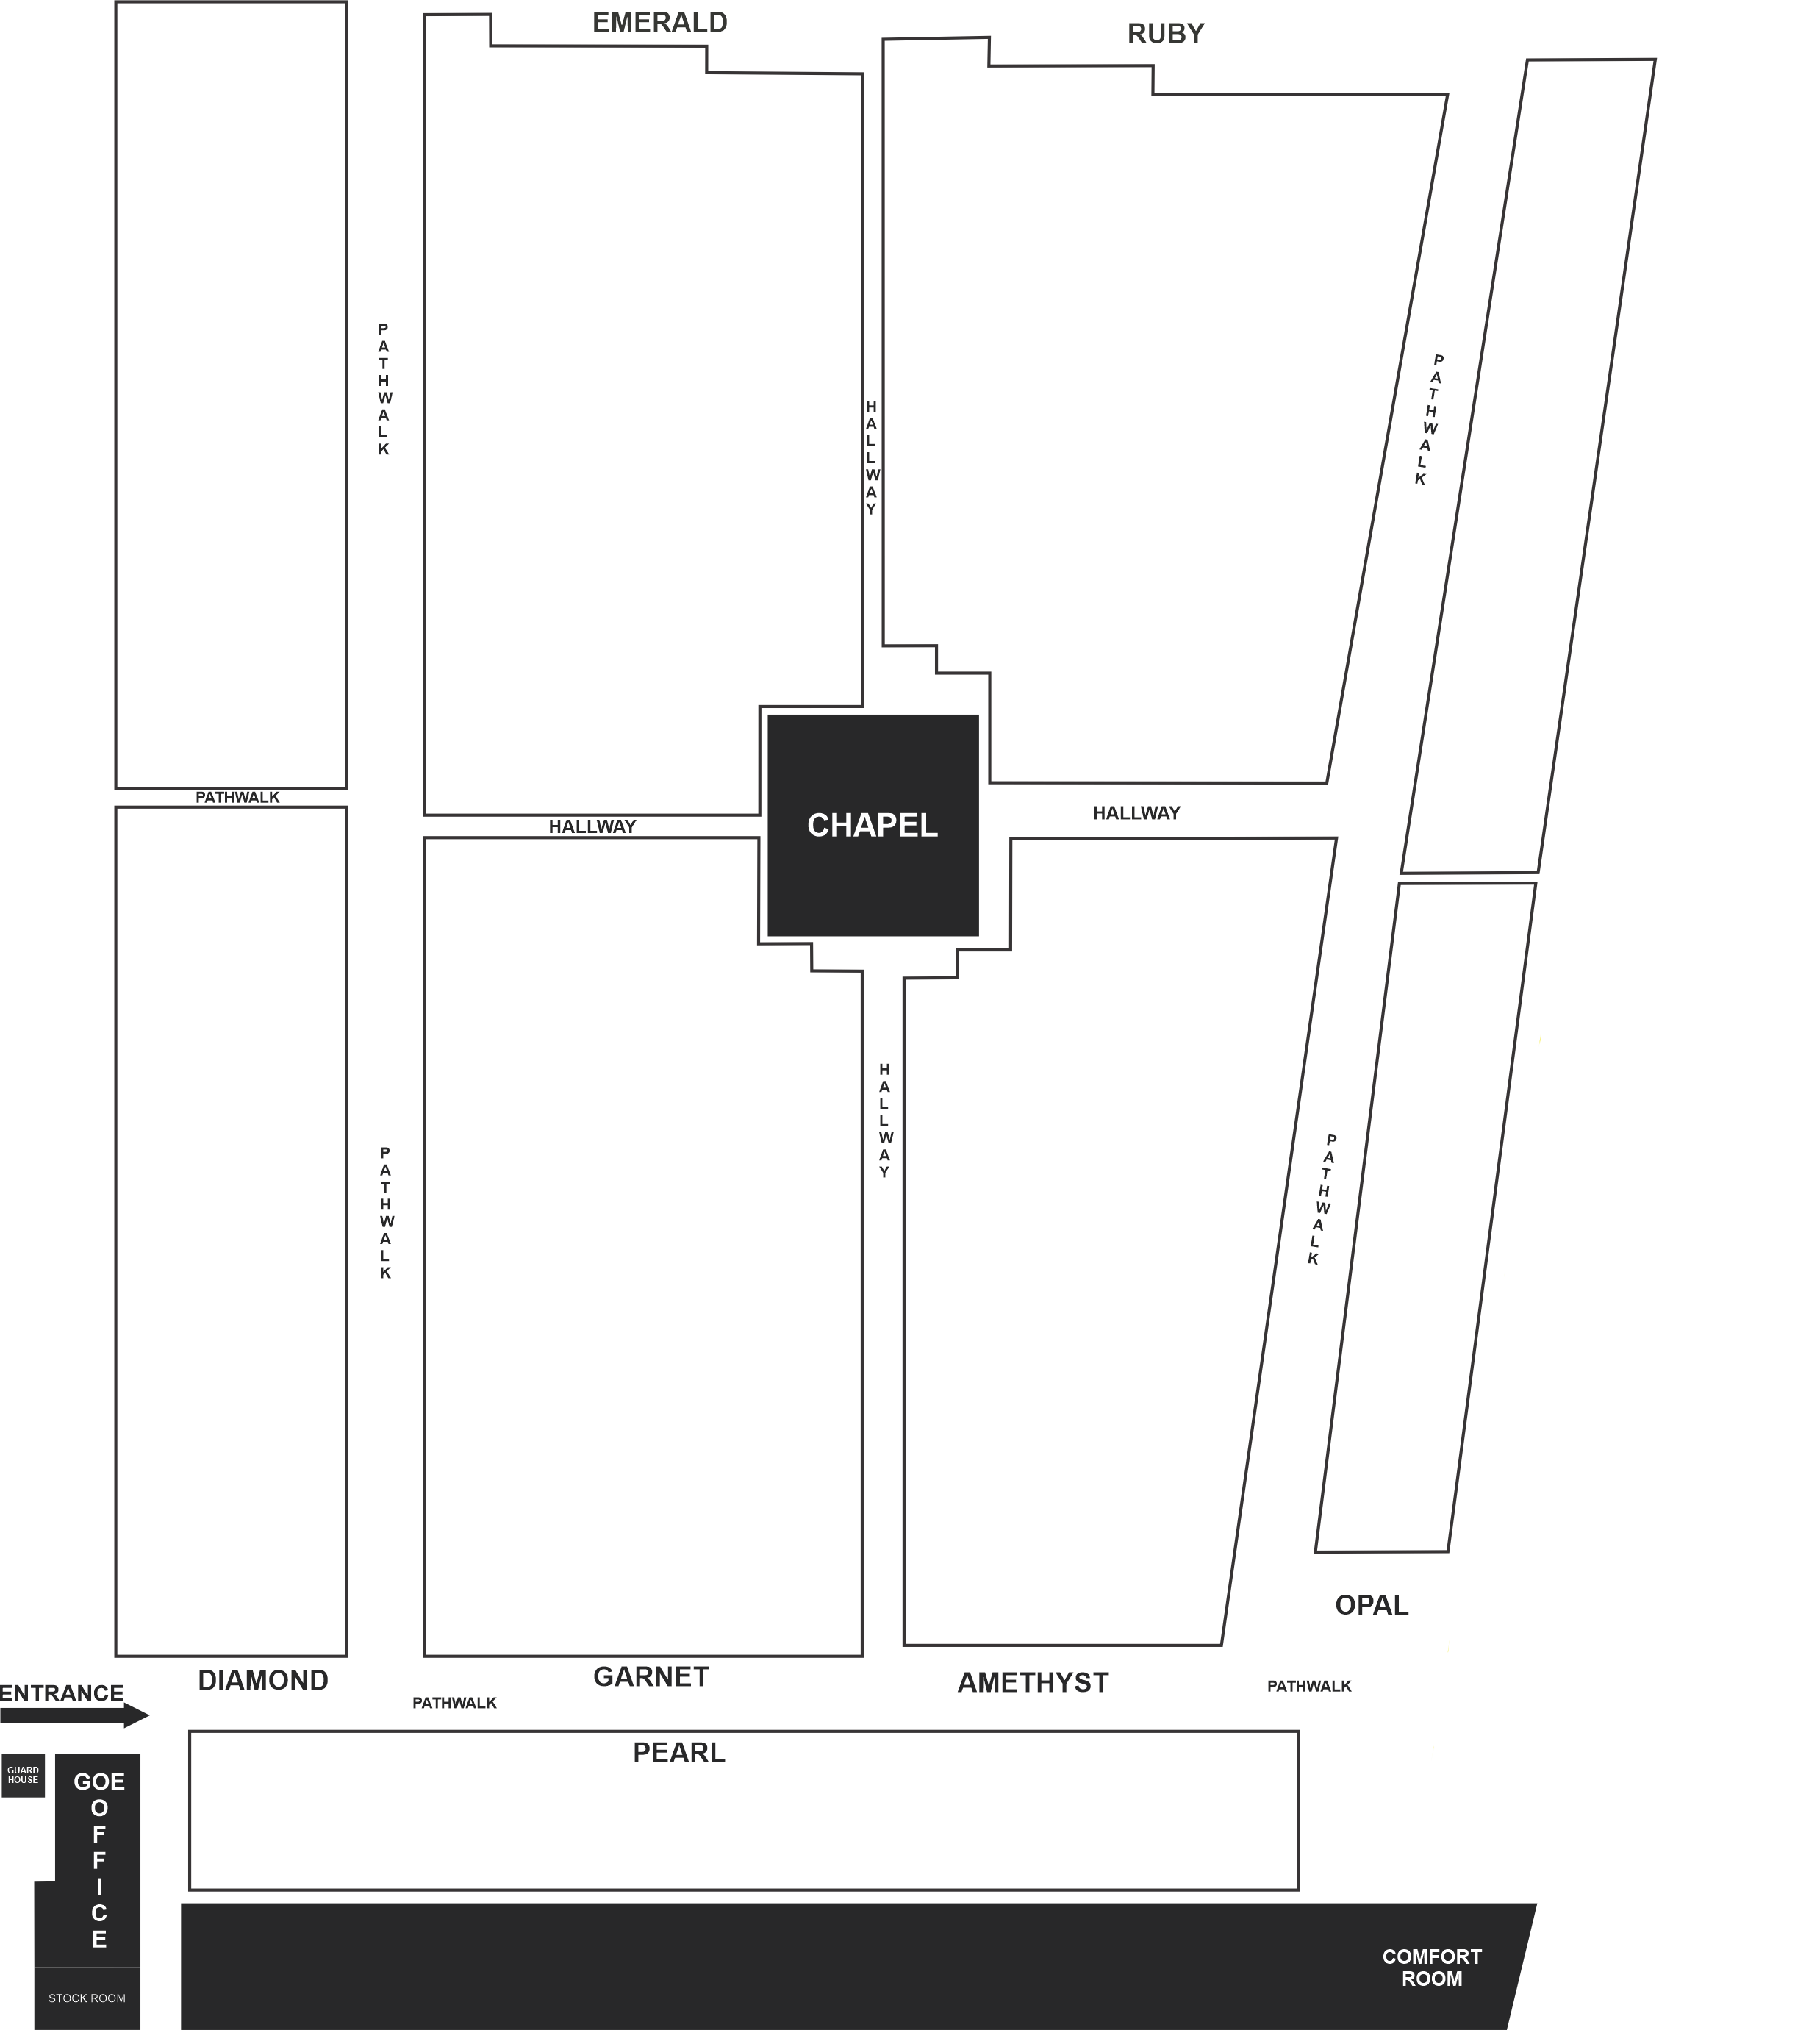 EMERALD
RUBY
PATHWALK
HALLWAY
PATHWALK
PATHWALK
HALLWAY
CHAPEL
HALLWAY
PATHWALK
HALLWAY
PATHWALK
OPAL
DIAMOND
GARNET
AMETHYST
PATHWALK
ENTRANCE
PATHWALK
PEARL
GUARD
HOUSE
GOE
OFFICE
COMFORT
ROOM
STOCK ROOM